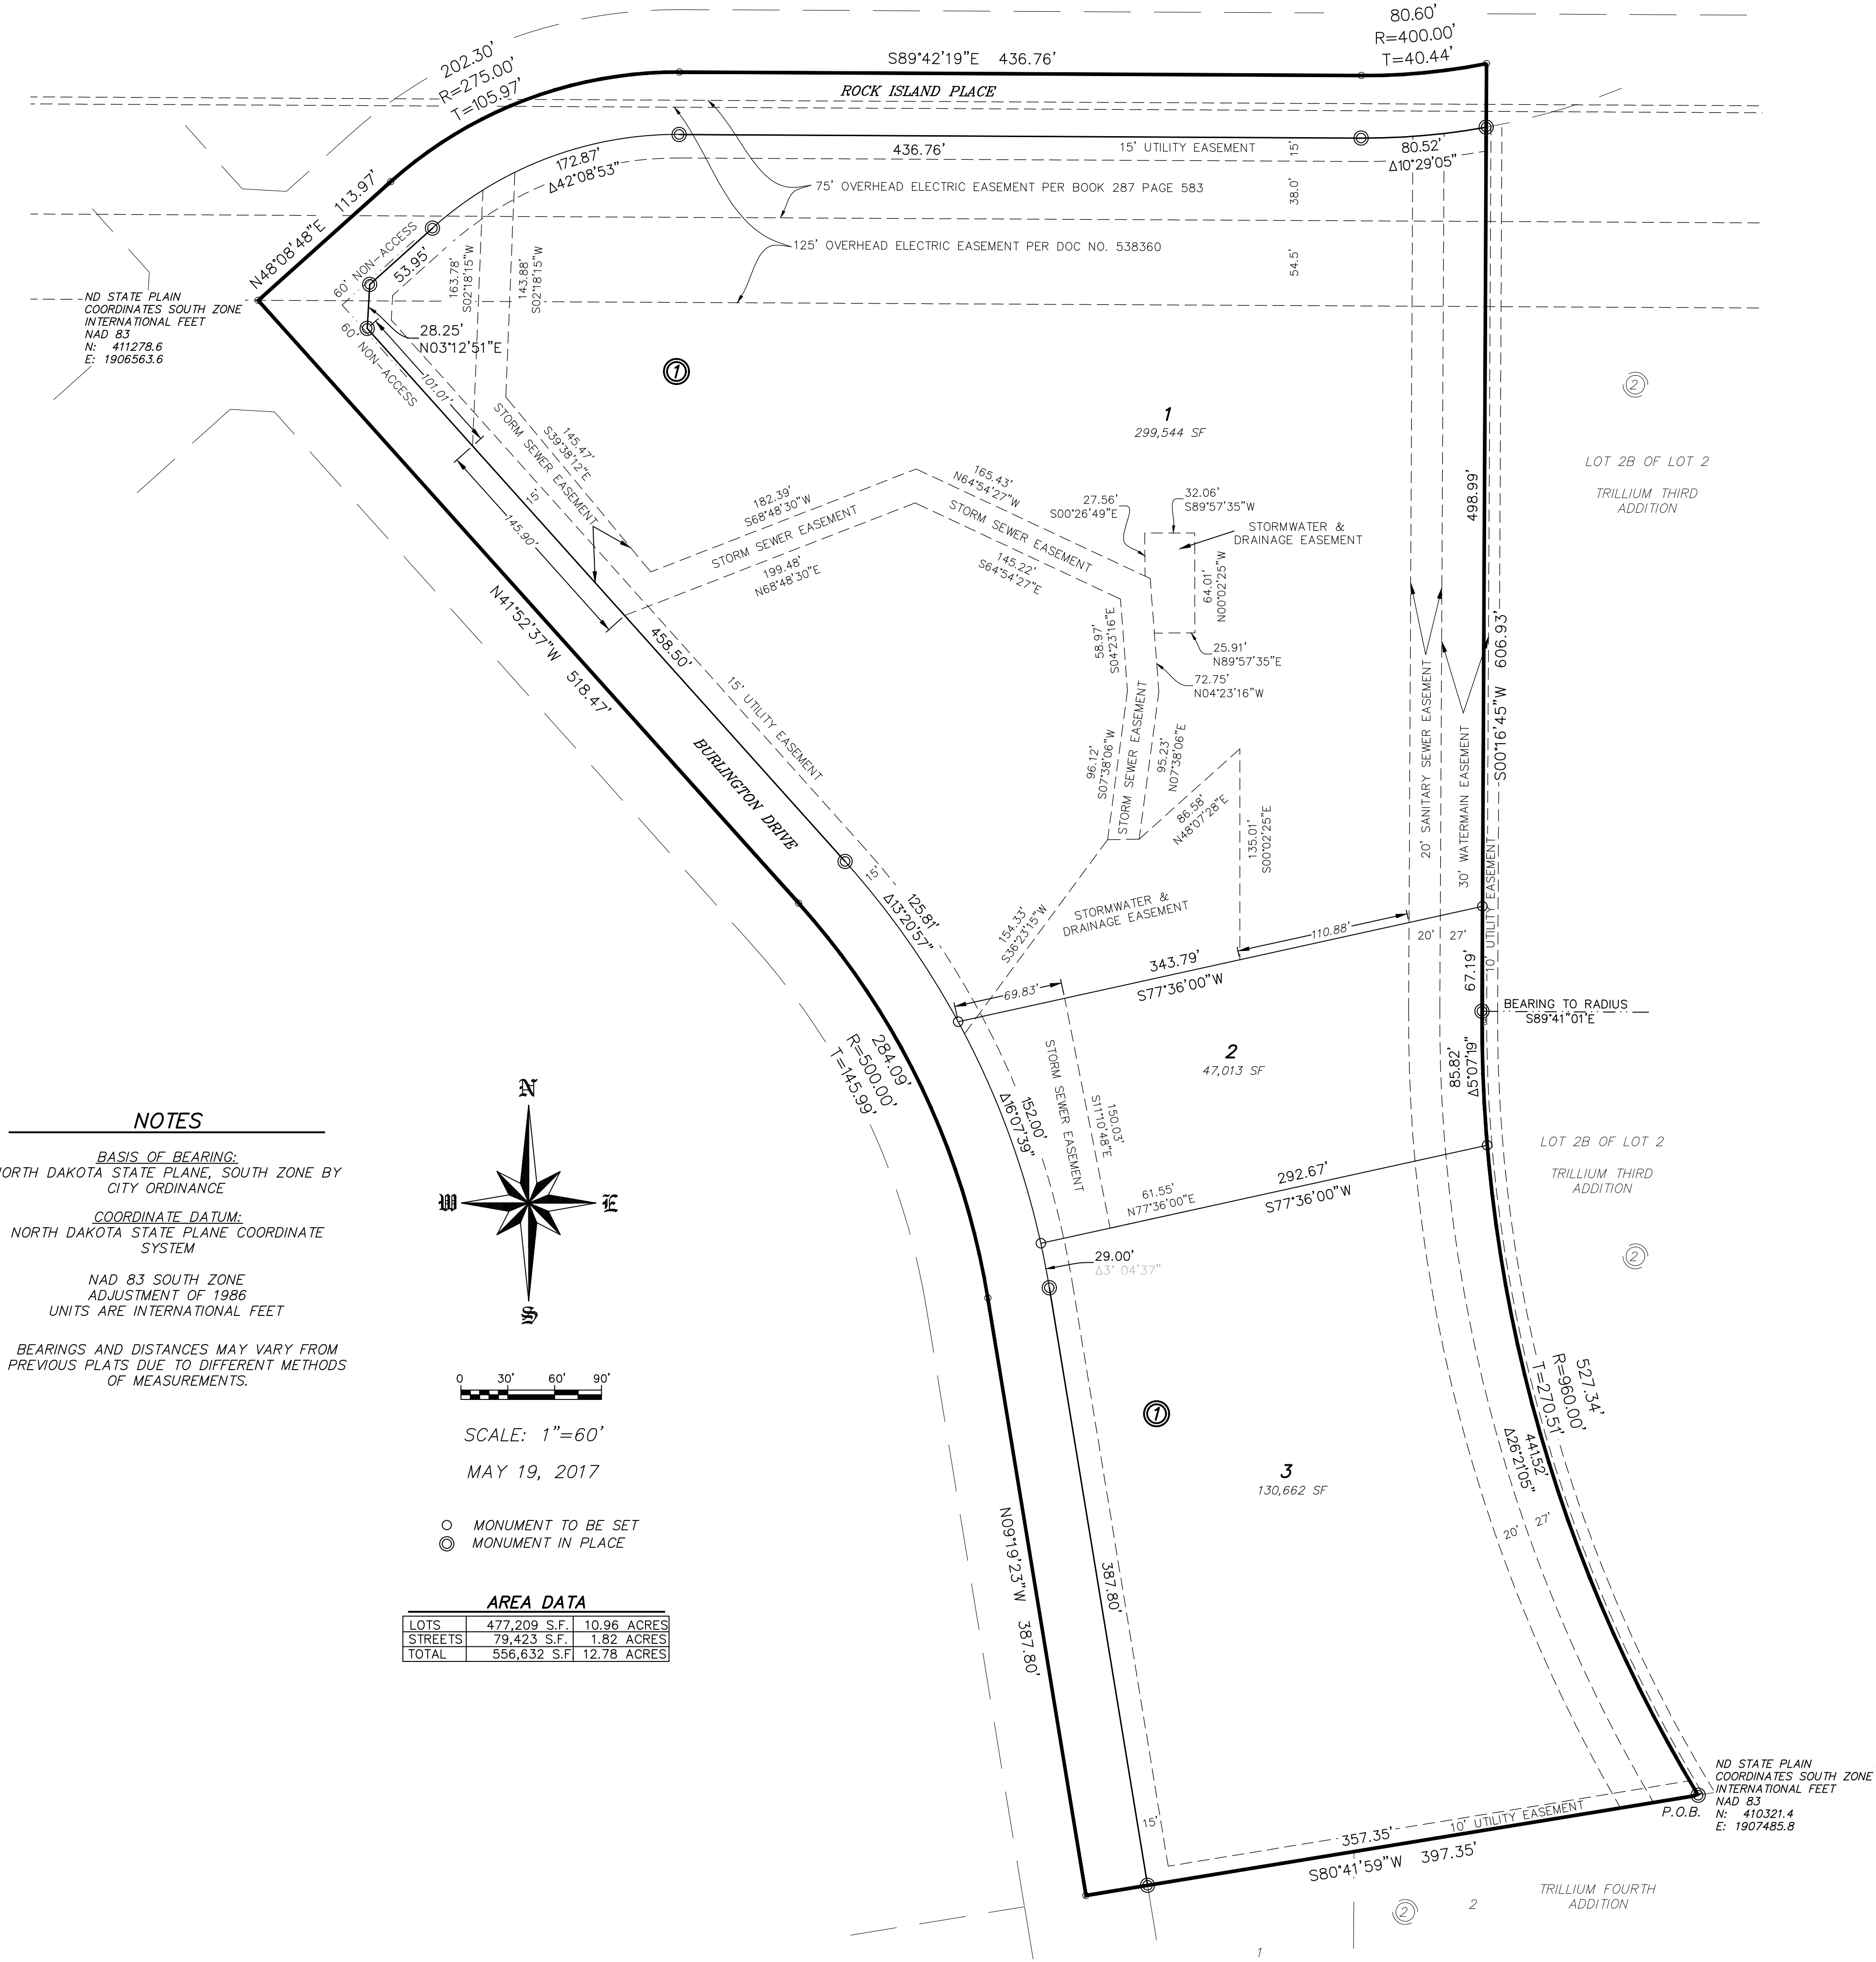 80.60'
R=400.00'
T=40.44'
202.30'
R=275.00'
T=105.97'
S89°42'19"E 436.76'
ROCK ISLAND PLACE
172.87'
Δ42°08'53"
436.76'
15' UTILITY EASEMENT
15'
80.52'
Δ10°29'05"
38.0'
54.5'
75' OVERHEAD ELECTRIC EASEMENT PER BOOK 287 PAGE 583
125' OVERHEAD ELECTRIC EASEMENT PER DOC NO. 538360
N48°08'48"E 113.97'
60' NON-ACCESS
53.95'
60' NON-ACCESS
28.25'
N03°12'51"E
163.78'
S02°18'15"W
143.88'
S02°18'15"W
ND STATE PLAIN
COORDINATES SOUTH ZONE
INTERNATIONAL FEET
NAD 83
N: 411278.6
E: 1906563.6
101.01'
145.47'
S39°38'12"E
STORM SEWER EASEMENT
15'
145.90'
1
1
299,544 SF
2
LOT 2B OF LOT 2
TRILLIUM THIRD
ADDITION
182.39'
S68°48'30"W
STORM SEWER EASEMENT
199.48'
N68°48'30"E
165.43'
N64°54'27"W
STORM SEWER EASEMENT
145.22'
S64°54'27"E
27.56'
S00°26'49"E
32.06'
S89°57'35"W
STORMWATER &
DRAINAGE EASEMENT
64.01'
N00°02'25"W
25.91'
N89°57'35"E
72.75'
N04°23'16"W
58.97'
S04°23'16"E
96.12'
S07°38'06"W
STORM SEWER EASEMENT
95.23'
N07°38'06"E
86.58'
N48°07'28"E
135.01'
S00°02'25"E
154.33'
S36°23'15"W
STORMWATER &
DRAINAGE EASEMENT
498.99'
S00°16'45"W 606.93'
20' SANITARY SEWER EASEMENT
30' WATERMAIN EASEMENT
10' UTILITY EASEMENT
N41°52'37"W 518.47'
458.50'
15' UTILITY EASEMENT
BURLINGTON DRIVE
15'
125.81'
Δ13°20'57"
110.88'
20'
27'
343.79'
S77°36'00"W
69.83'
67.19'
BEARING TO RADIUS
S89°41"01'E
85.82'
Δ5°07'19"
284.09'
R=500.00'
T=145.99'
152.00'
Δ16°07'39"
STORM SEWER EASEMENT
150.03'
S11°10'48"E
2
47,013 SF
LOT 2B OF LOT 2
TRILLIUM THIRD
ADDITION
2
61.55'
N77°36'00"E
292.67'
S77°36'00"W
29.00'
Δ3° 04'37"
1
3
130,662 SF
527.34'
R=960.00'
T=270.51'
441.52'
Δ26°21'05"
20'
27'
N09°19'23"W 387.80'
387.80'
15'
357.35'
10' UTILITY EASEMENT
S80°41'59"W 397.35'
P.O.B.
ND STATE PLAIN
COORDINATES SOUTH ZONE
INTERNATIONAL FEET
NAD 83
N: 410321.4
E: 1907485.8
TRILLIUM FOURTH
ADDITION
2
2
1
NOTES
BASIS OF BEARING:
NORTH DAKOTA STATE PLANE, SOUTH ZONE BY
CITY ORDINANCE
COORDINATE DATUM:
NORTH DAKOTA STATE PLANE COORDINATE
SYSTEM
NAD 83 SOUTH ZONE
ADJUSTMENT OF 1986
UNITS ARE INTERNATIONAL FEET
BEARINGS AND DISTANCES MAY VARY FROM
PREVIOUS PLATS DUE TO DIFFERENT METHODS
OF MEASUREMENTS.
N
W
E
S
0 30' 60' 90'
SCALE: 1"=60'
MAY 19, 2017
MONUMENT TO BE SET
MONUMENT IN PLACE
AREA DATA
LOTS 477,209 S.F. 10.96 ACRES
STREETS 79,423 S.F. 1.82 ACRES
TOTAL 556,632 S.F 12.78 ACRES